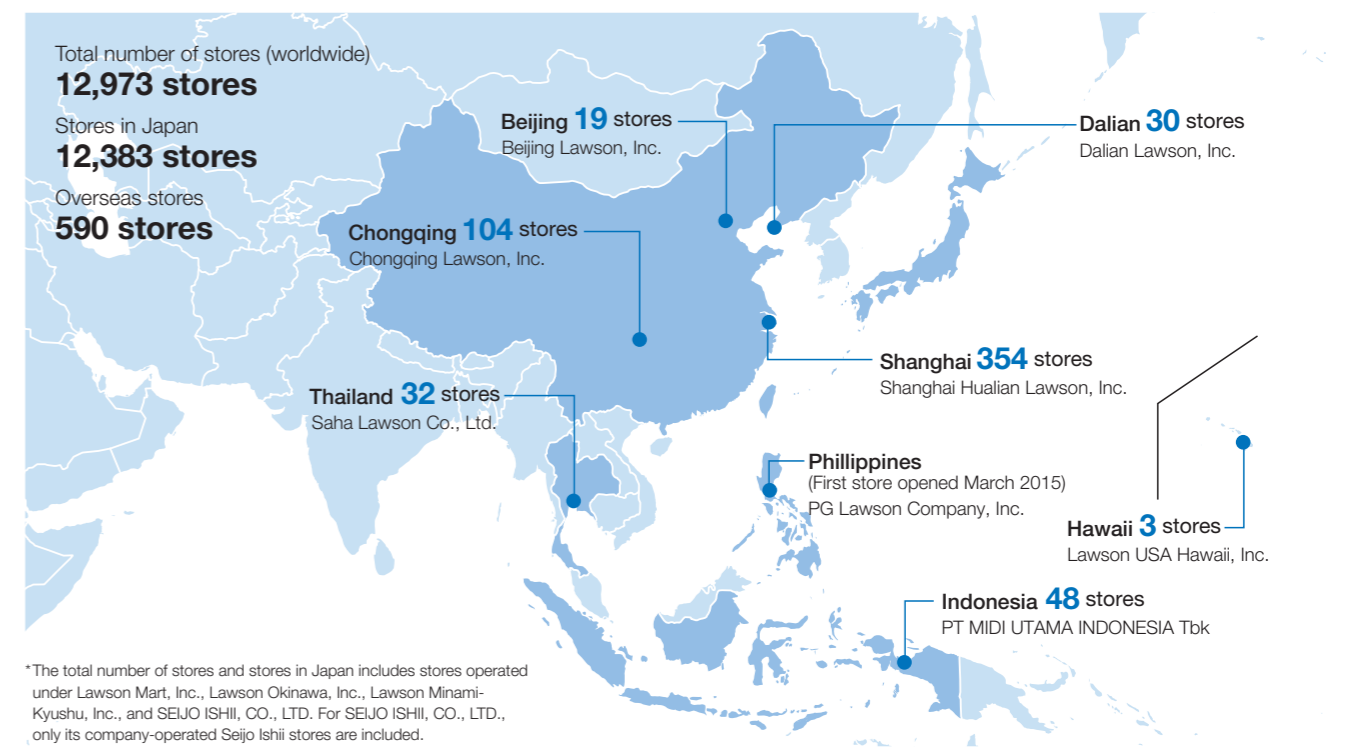 Total number of stores (worldwide)
12,973 stores
Stores in Japan
12,383 stores
Overseas stores
590 stores
Beijing 19 stores
Beijing Lawson, Inc.
Dalian 30 stores
Dalian Lawson, Inc.
Chongqing 104 stores
Chongqing Lawson, Inc.
Shanghai 354 stores
Shanghai Hualian Lawson, Inc.
Thailand 32 stores
Saha Lawson Co., Ltd.
Phillippines
(First store opened March 2015)
PG Lawson Company, Inc.
Hawaii 3 stores
Lawson USA Hawaii, Inc.
Indonesia 48 stores
PT MIDI UTAMA INDONESIA Tbk
*The total number of stores and stores in Japan includes stores operated
under Lawson Mart, Inc., Lawson Okinawa, Inc., Lawson Minami-
Kyushu, Inc., and SEIJO ISHII, CO., LTD. For SEIJO ISHII, CO., LTD.,
only its company-operated Seijo Ishii stores are included.